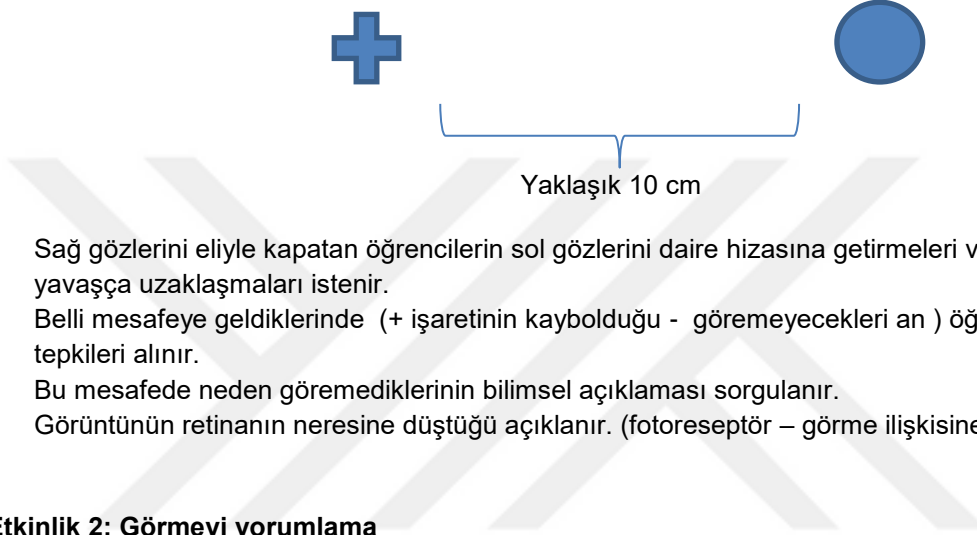 Yaklaşık 10 cm
Sağ gözlerini eliyle kapatan öğrencilerin sol gözlerini daire hizasına getirmeleri v
yavaşça uzaklaşmaları istenir.
Belli mesafeye geldiklerinde (+ işaretinin kaybolduğu - göremeyecekleri an ) öğ
tepkileri alınır.
Bu mesafede neden göremediklerinin bilimsel açıklaması sorgulanır.
Görüntünün retinanın neresine düştüğü açıklanır. (fotoreseptör – görme ilişkisine
Etkinlik 2: Görmeyi yorumlama